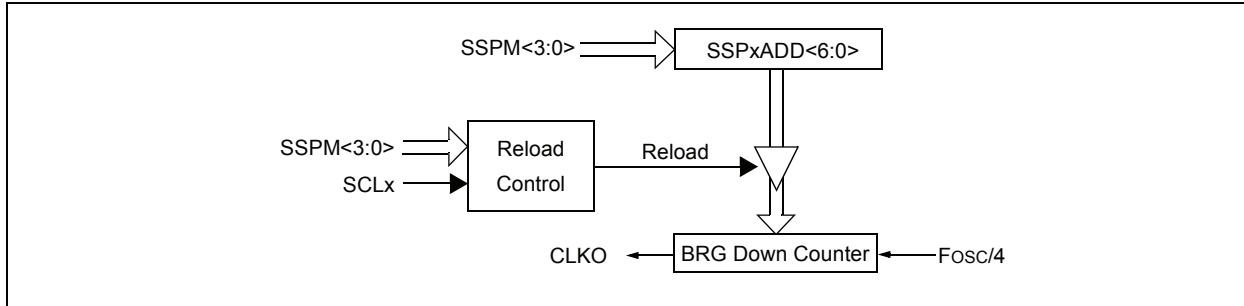 SSPM<3:0>
SSPxADD<6:0>
SSPM<3:0>
SCLx
Reload
Control
Reload
CLKO
BRG Down Counter
FOSC/4